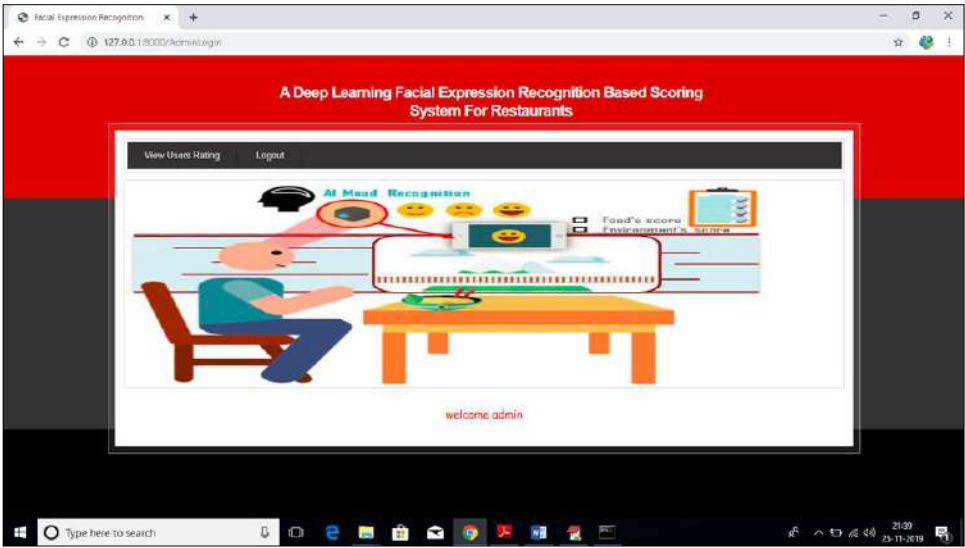 Facial Expression Recognition
127.0.0.1:8000/AdminLogin
A Deep Learning Facial Expression Recognition Based Scoring
System For Restaurants
View Users Rating Logout
AI Mood Recognition
Food's score
Environment's score
welcome admin
Type here to search
21:39
25-11-2019